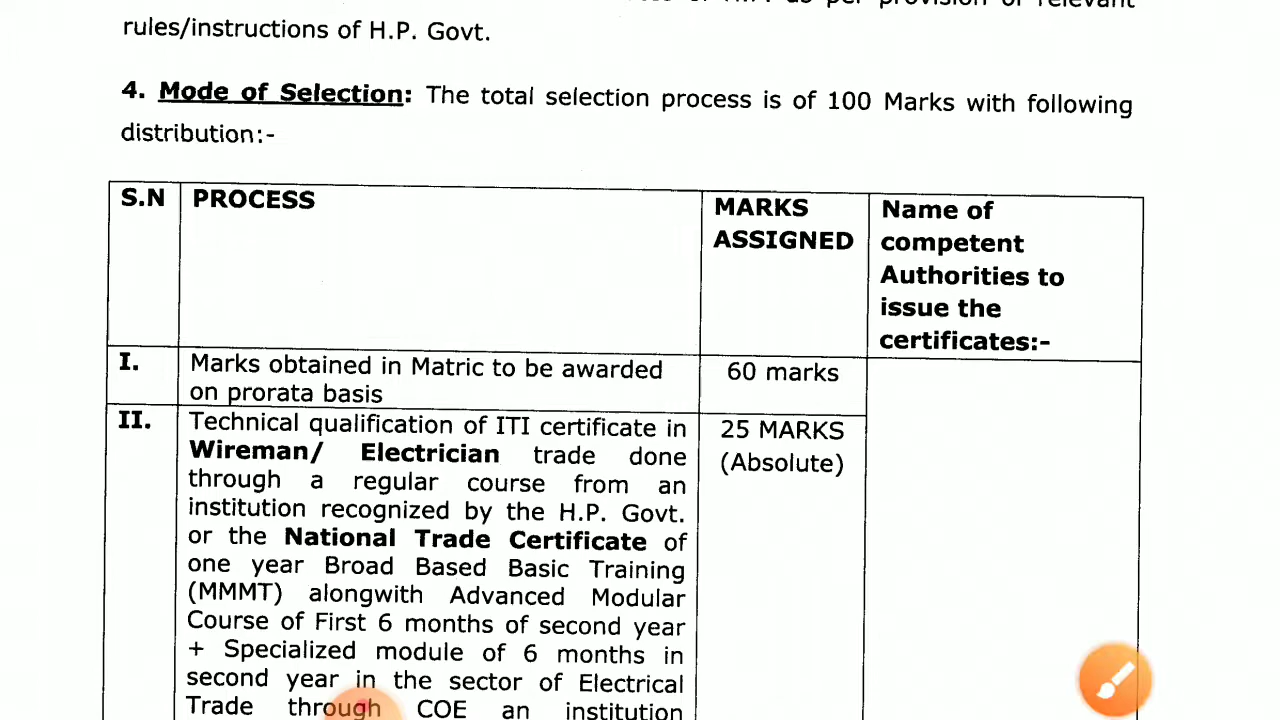 as per provision of relevant
rules/instructions of H.P. Govt.
4. Mode of Selection: The total selection process is of 100 Marks with following
distribution:-
S.N
PROCESS
MARKS
ASSIGNED
Name of
competent
Authorities to
issue the
certificates:-
I.
Marks obtained in Matric to be awarded
on prorata basis
60 marks
II.
Technical qualification of ITI certificate in
Wireman/ Electrician trade done
through a regular course from an
institution recognized by the H.P. Govt.
or the National Trade Certificate of
one year Broad Based Basic Training
(MMMT) alongwith Advanced Modular
Course of First 6 months of second year
+ Specialized module of 6 months in
second year in the sector of Electrical
Trade through COE an institution
25 MARKS
(Absolute)